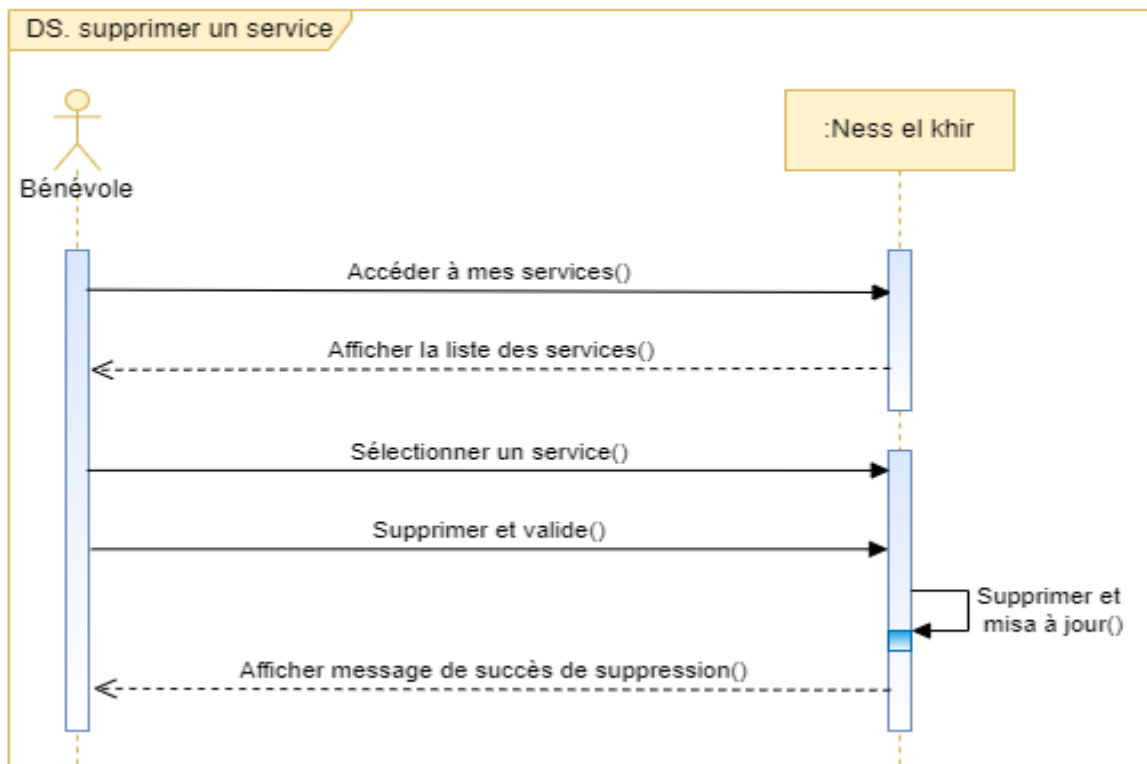 DS. supprimer un service
Bénévole
:Ness el khir
Accéder à mes services()
Afficher la liste des services()
Sélectionner un service()
Supprimer et valide()
Supprimer et
misa à jour()
Afficher message de succès de suppression()